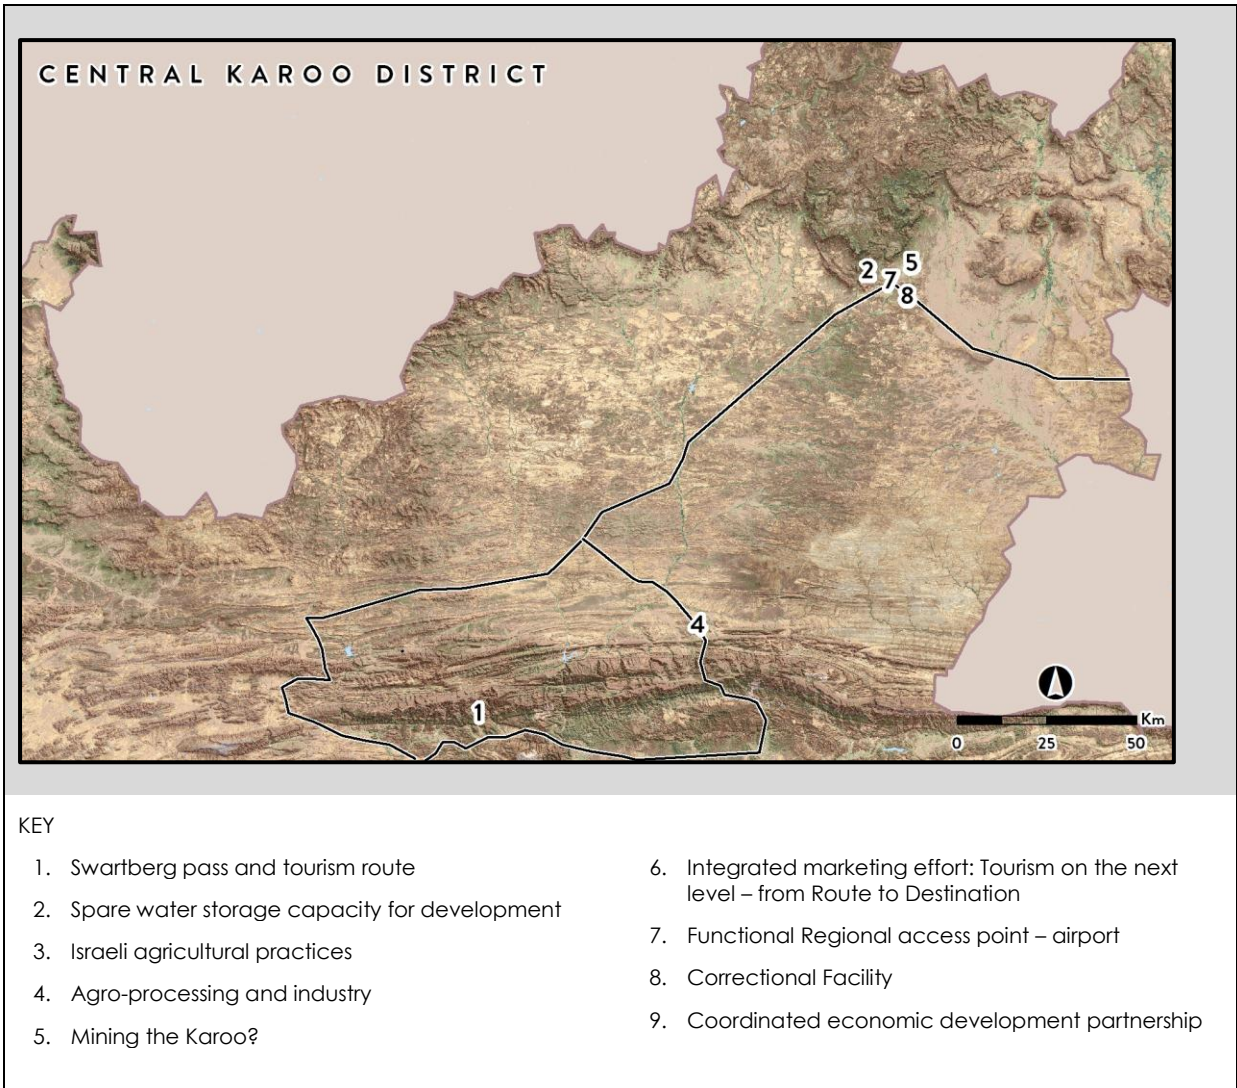 CENTRAL KAROO DISTRICT
5
2
7
8
4
1
Km
0 25 50
KEY
1. Swartberg pass and tourism route
2. Spare water storage capacity for development
3. Israeli agricultural practices
4. Agro-processing and industry
5. Mining the Karoo?
6. Integrated marketing effort: Tourism on the next
level – from Route to Destination
7. Functional Regional access point – airport
8. Correctional Facility
9. Coordinated economic development partnership